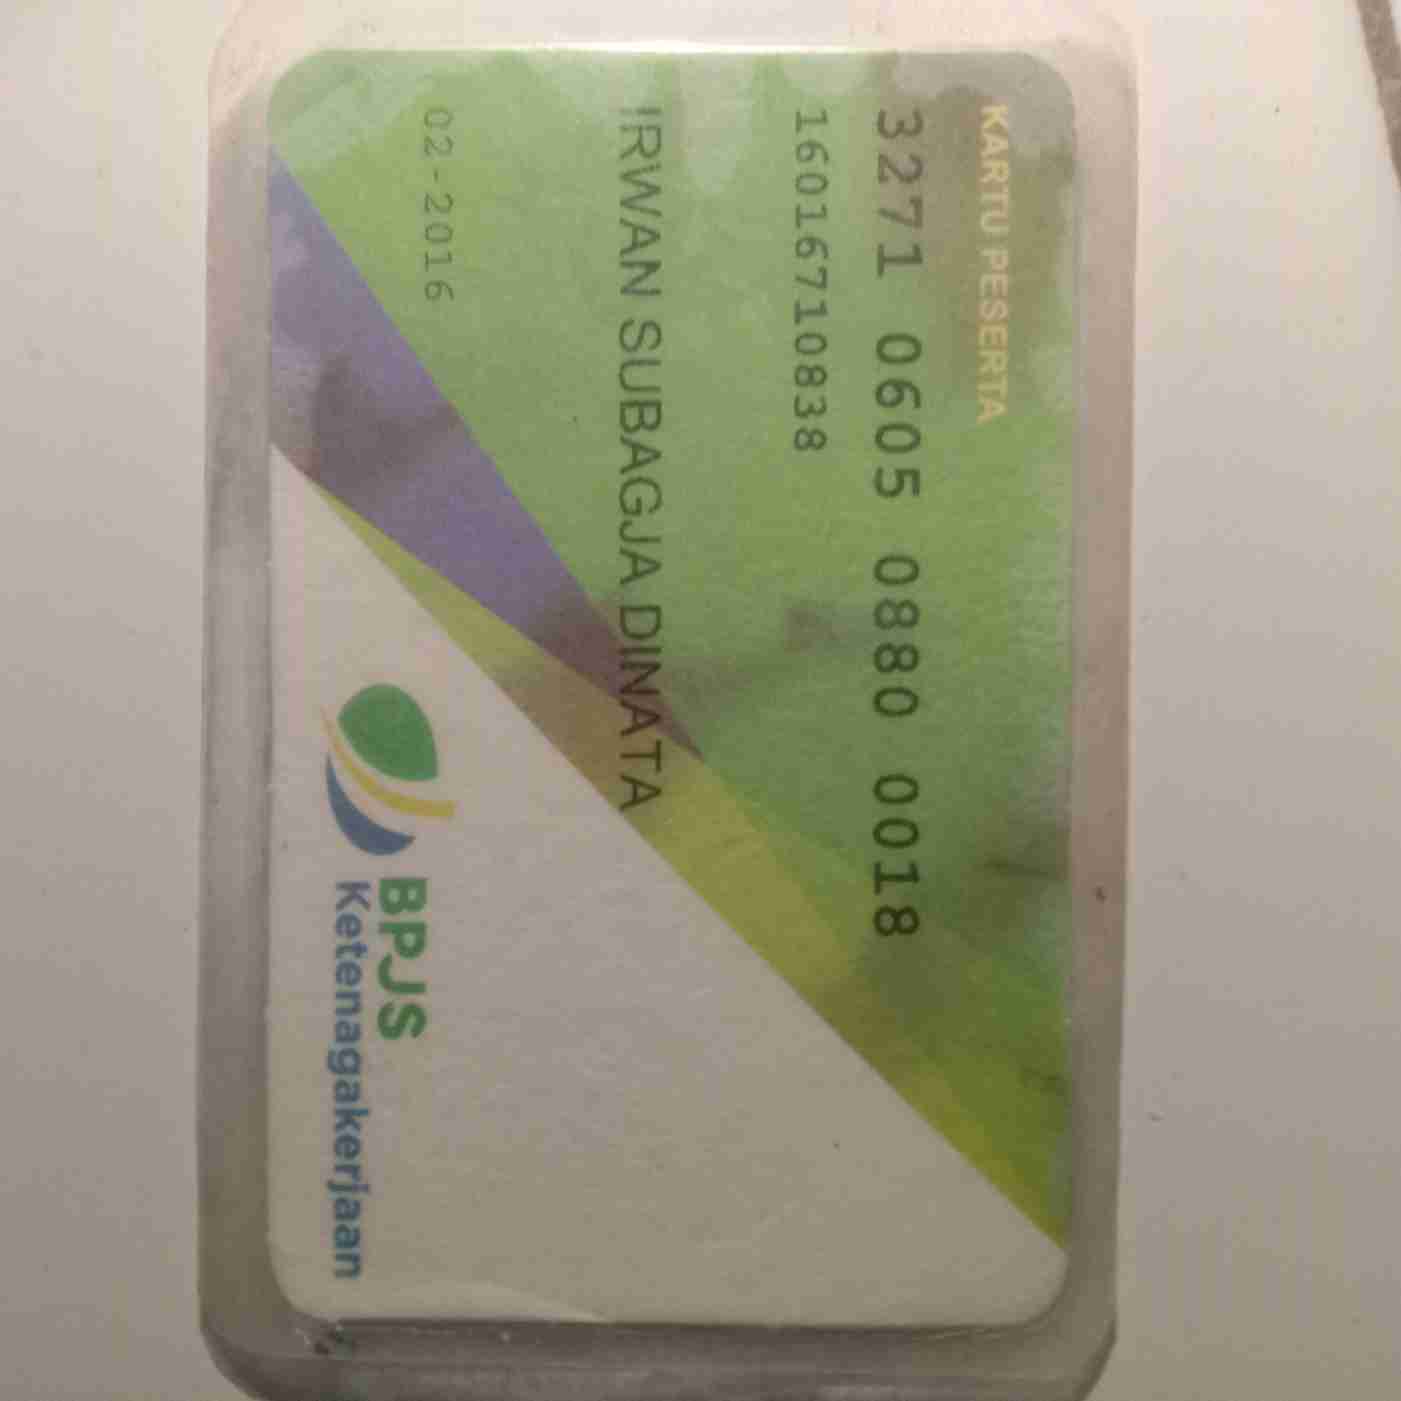 KARTU PESERTA
3271 0605 0880 0018
16016710838
IRWAN SUBAGJA DINATA
02-2016
BPJS
Ketenagakerjaan